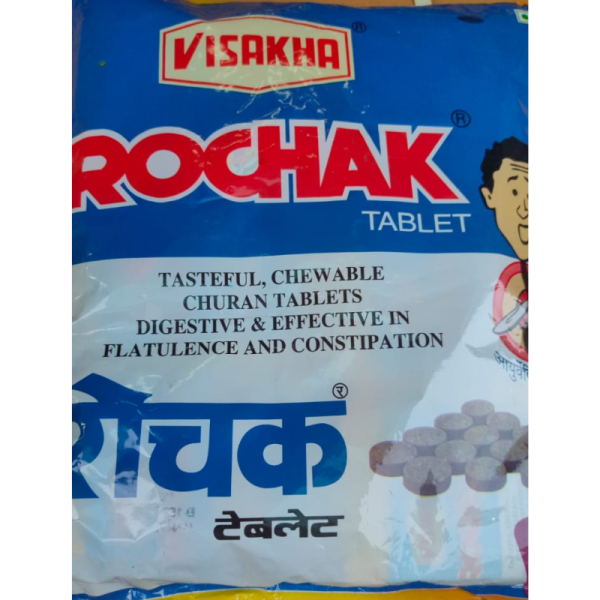 VISAKHA ®
ROCHAK ®
TABLET
TASTEFUL, CHEWABLE
CHURAN TABLETS
DIGESTIVE & EFFECTIVE IN
FLATULENCE AND CONSTIPATION
रोचक ®
टेबलेट